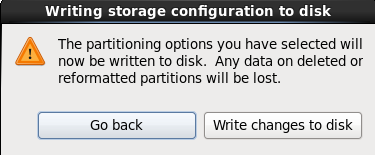 Writing storage configuration to disk
The partitioning options you have selected will
now be written to disk.  Any data on deleted or
reformatted partitions will be lost.
Go back
Write changes to disk